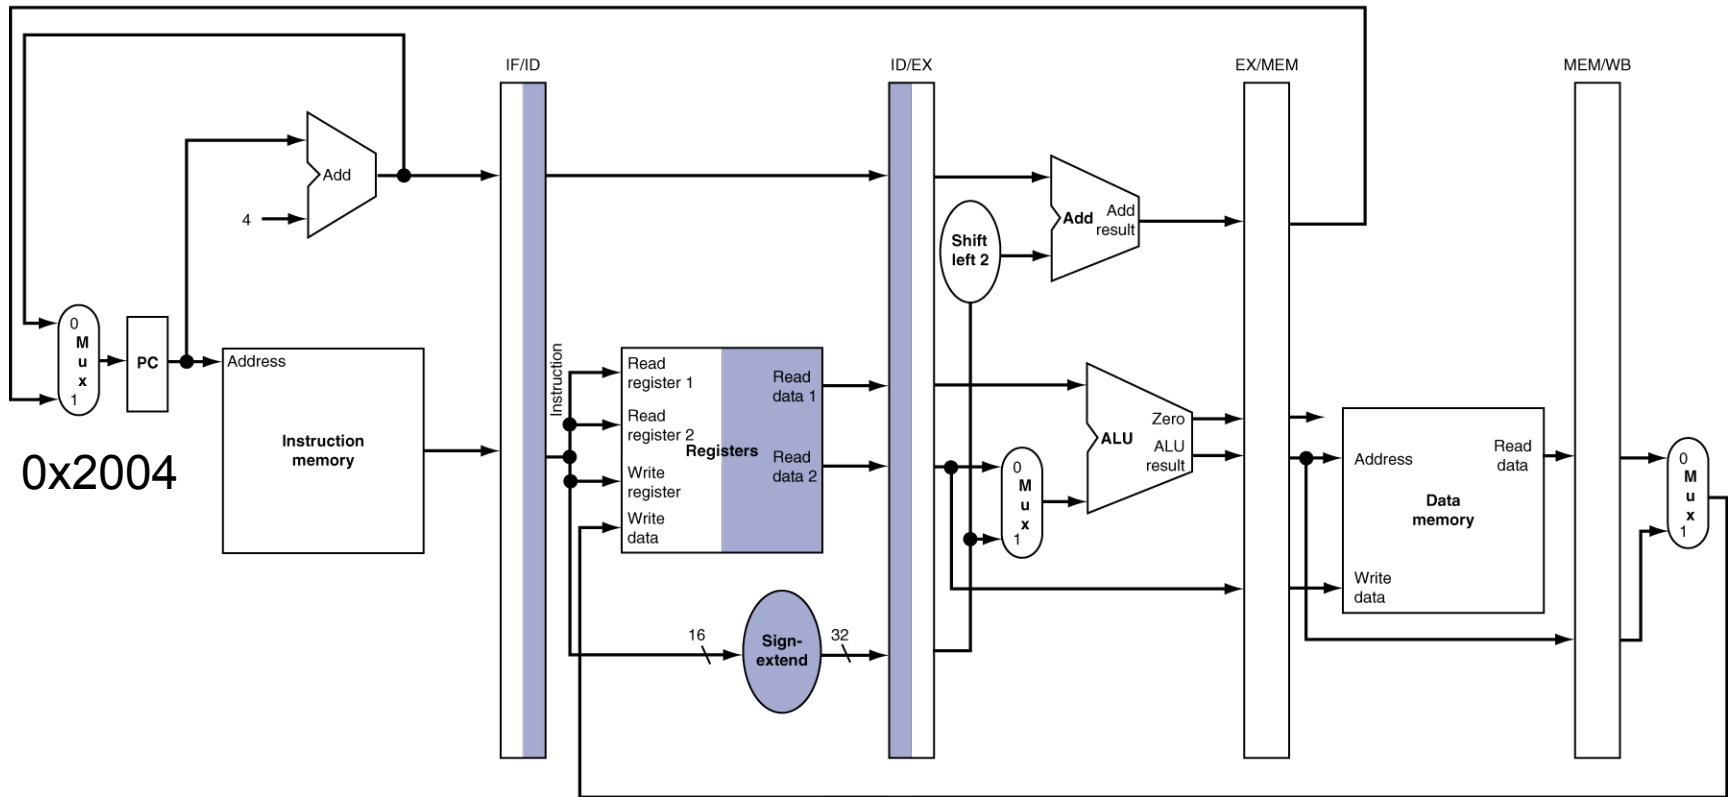 IF/ID
ID/EX
EX/MEM
MEM/WB
Add
4
Shift
left 2
Add
Add
result
0
M
u
x
1
PC
Address
Instruction
memory
0x2004
Instruction
Read
register 1
Read
register 2
Write
register
Write
data
Registers
Read
data 1
Read
data 2
16
Sign-
extend
32
0
M
u
x
1
Zero
ALU
ALU
result
Address
Read
data
Data
memory
Write
data
0
M
u
x
1